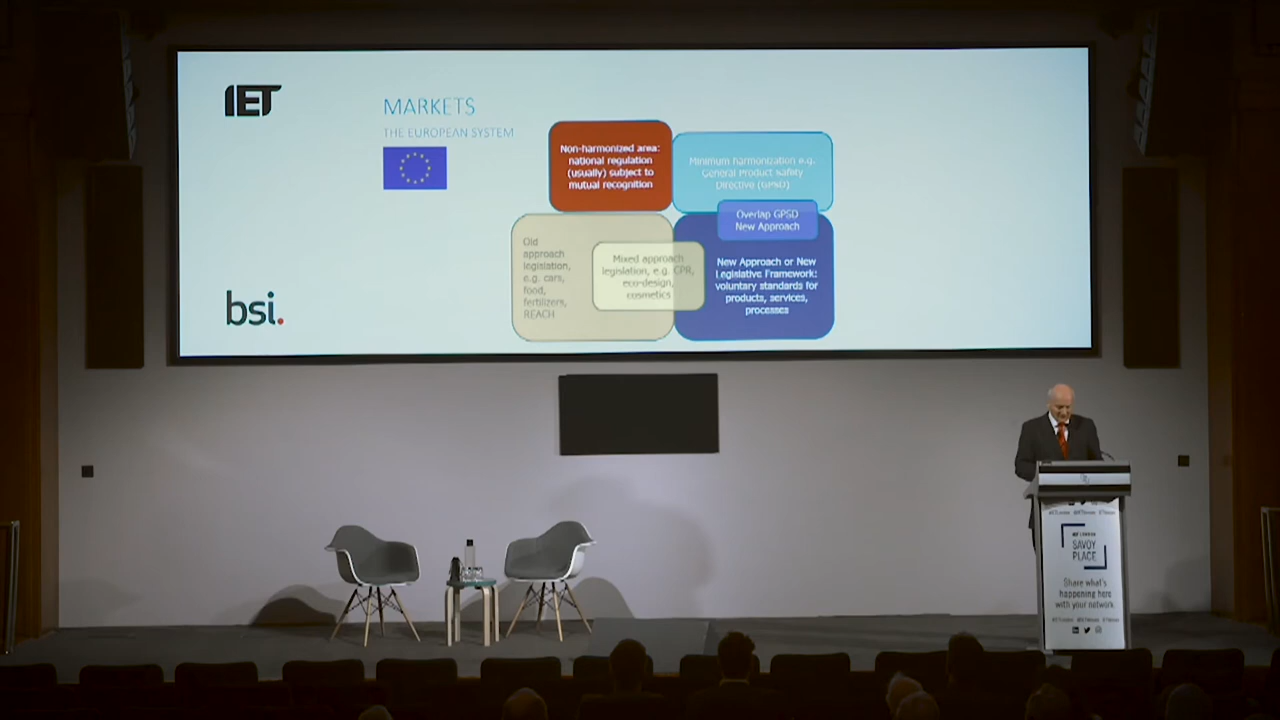 IET
MARKETS
THE EUROPEAN SYSTEM
Non-harmonized area:
national regulation
(usually) subject to
mutual recognition
Minimum harmonization e.g.
General Product Safety
Directive (GPSD)
Overlap GPSD
New Approach
Old
approach
legislation,
e.g. cars,
food,
fertilizers,
REACH
Mixed approach
legislation, e.g. CPR,
eco-design,
cosmetics
New Approach or New
Legislative Framework:
voluntary standards for
products, services,
processes
bsi.
IET LONDON
SAVOY
PLACE
Share what's
happening here
with your network